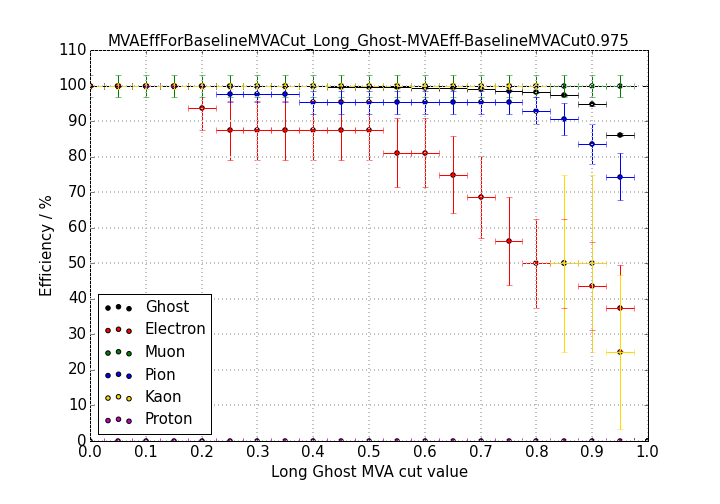 MVAEffForBaselineMVACut_Long_Ghost-MVAEff-BaselineMVACut0.975
110
100
90
80
70
60
50
40
30
20
10
0
Efficiency / %
Ghost
Electron
Muon
Pion
Kaon
Proton
0.0 0.1 0.2 0.3 0.4 0.5 0.6 0.7 0.8 0.9 1.0
Long Ghost MVA cut value